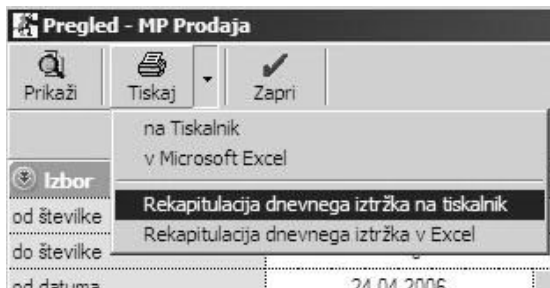 Pregled - MP Prodaja
Prikaži Tiskaj Zapri
na Tiskalnik
v Microsoft Excel
Izbor
Rekapitulacija dnevnega iztržka na tiskalnik
od številke
Rekapitulacija dnevnega iztržka v Excel
do številke
od datuma 24.04.2006